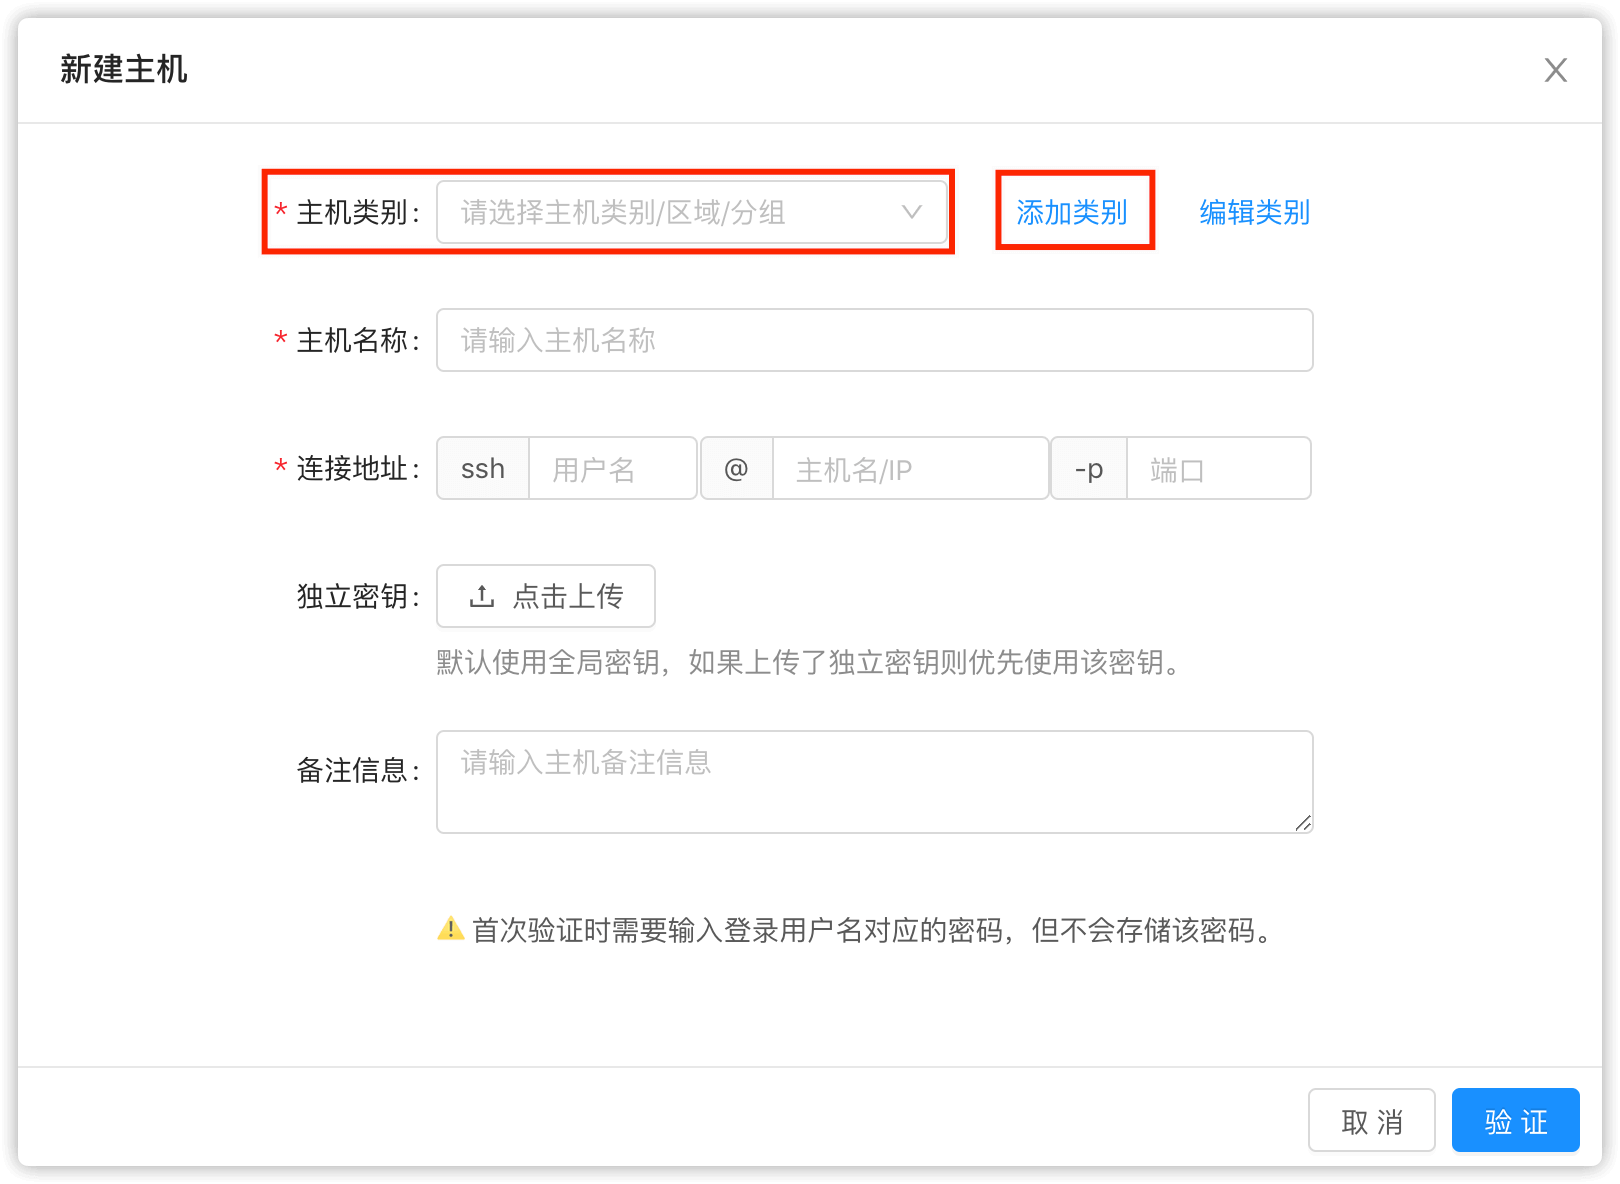 新建主机
* 主机类别: 请选择主机类别/区域/分组 添加类别 编辑类别
* 主机名称: 请输入主机名称
* 连接地址: ssh 用户名 @ 主机名/IP -p 端口
独立密钥: 点击上传
默认使用全局密钥，如果上传了独立密钥则优先使用该密钥。
备注信息: 请输入主机备注信息
首次验证时需要输入登录用户名对应的密码，但不会存储该密码。
取 消 验 证